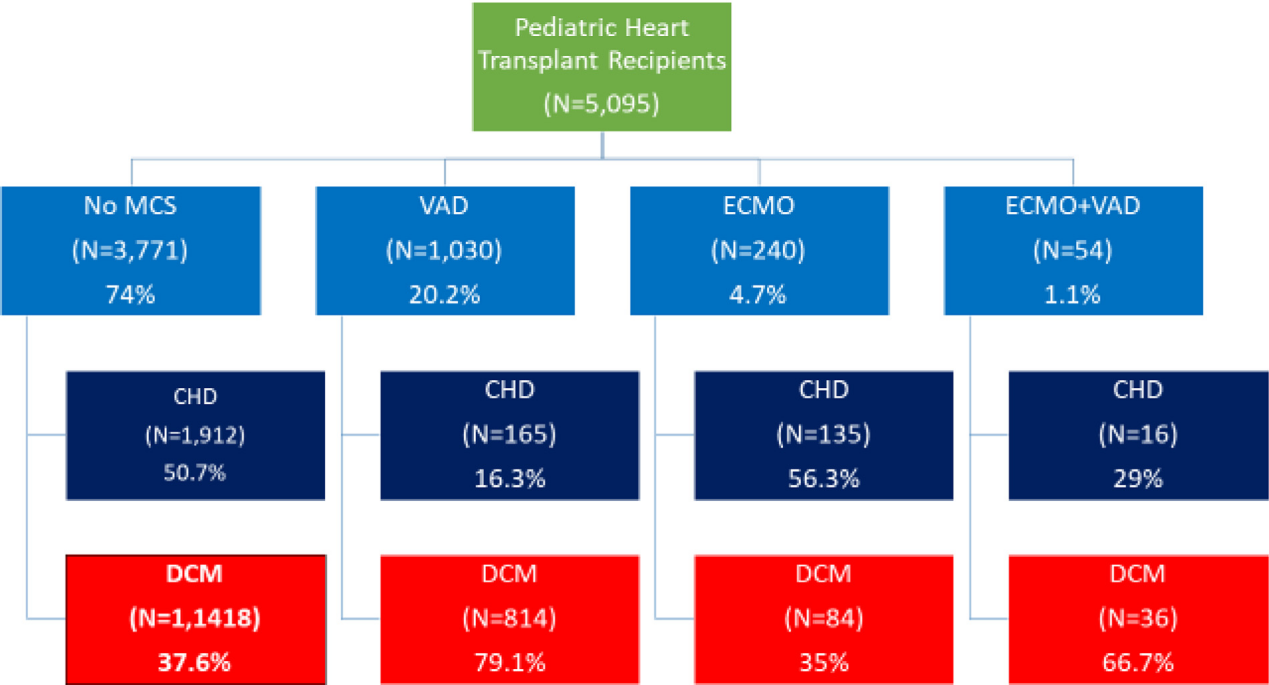 Pediatric Heart
Transplant Recipients
(N=5,095)
No MCS
(N=3,771)
74%
VAD
(N=1,030)
20.2%
ECMO
(N=240)
4.7%
ECMO+VAD
(N=54)
1.1%
CHD
(N=1,912)
50.7%
CHD
(N=165)
16.3%
CHD
(N=135)
56.3%
CHD
(N=16)
29%
DCM
(N=1,1418)
37.6%
DCM
(N=814)
79.1%
DCM
(N=84)
35%
DCM
(N=36)
66.7%